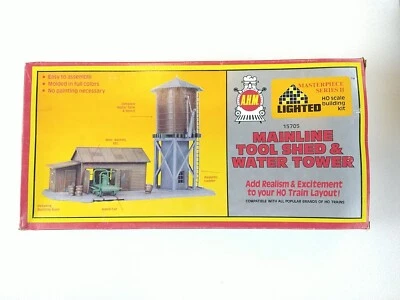 • Easy to assemble
• Molded in full colors
• No painting necessary
A.H.M.
MASTERPIECE
SERIES II
LIGHTED
HO scale
building
kit
15705
MAINLINE
TOOL SHED &
WATER TOWER
Add Realism & Excitement
to your HO Train Layout!
COMPATIBLE WITH ALL POPULAR BRANDS OF HO TRAINS